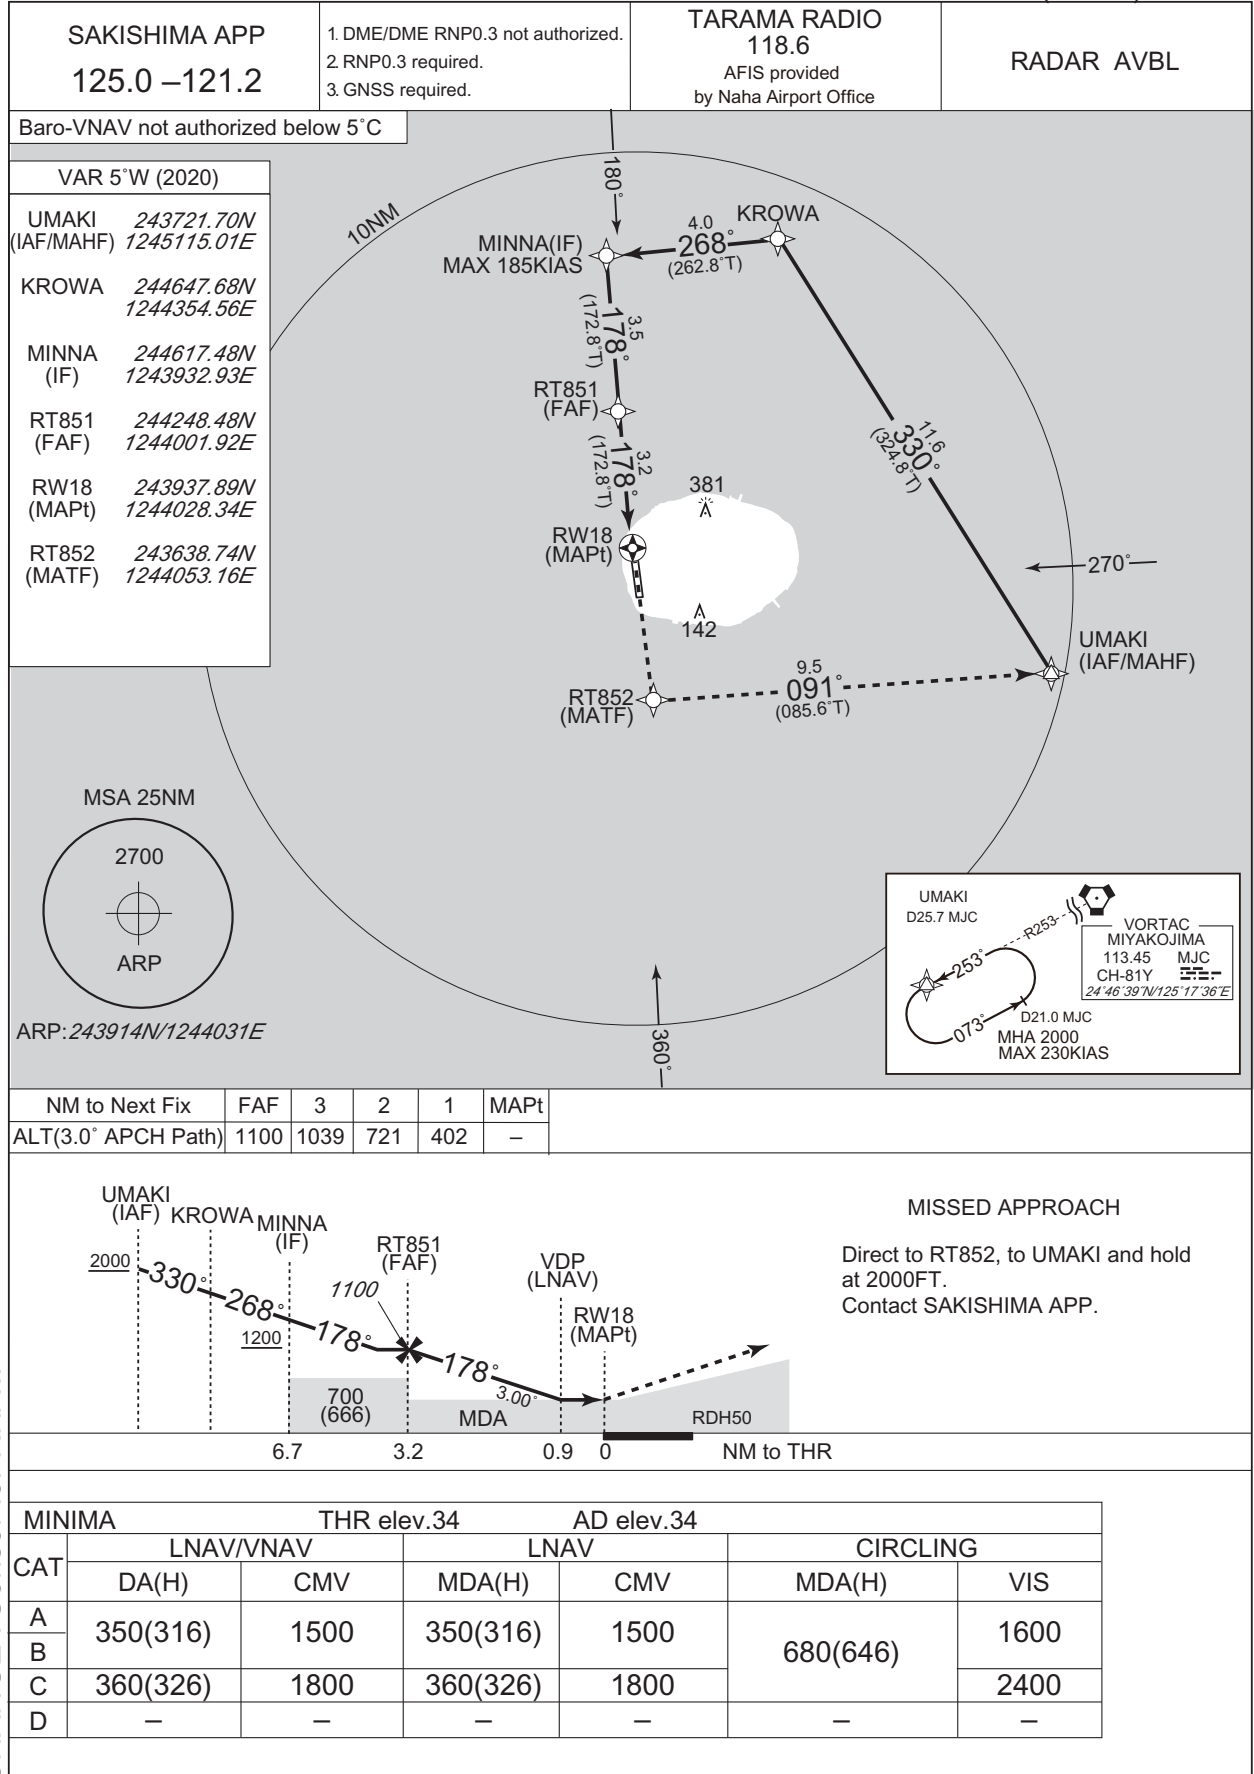 SAKISHIMA APP
125.0 –121.2
1. DME/DME RNP0.3 not authorized.
2. RNP0.3 required.
3. GNSS required.
TARAMA RADIO
118.6
AFIS provided
by Naha Airport Office
RADAR AVBL
Baro-VNAV not authorized below 5˚C
VAR 5˚W (2020)
UMAKI 243721.70N
(IAF/MAHF) 1245115.01E
KROWA 244647.68N
1244354.56E
MINNA 244617.48N
(IF) 1243932.93E
RT851 244248.48N
(FAF) 1244001.92E
RW18 243937.89N
(MAPt) 1244028.34E
RT852 243638.74N
(MATF) 1244053.16E
10NM
180˚
MINNA(IF)
MAX 185KIAS
4.0
268˚
(262.8˚T)
KROWA
3.5
178˚
(172.8˚T)
RT851
(FAF)
3.2
178˚
(172.8˚T)
11.6
330˚
(324.8˚T)
381
RW18
(MAPt)
142
270˚
UMAKI
(IAF/MAHF)
9.5
091˚
(085.6˚T)
RT852
(MATF)
MSA 25NM
2700
ARP
ARP:243914N/1244031E
360˚
UMAKI
D25.7 MJC
R253
253˚
073˚
D21.0 MJC
MHA 2000
MAX 230KIAS
VORTAC
MIYAKOJIMA
113.45 MJC
CH-81Y
24˚46´39˝N/125˚17´36˝E
NM to Next Fix FAF 3 2 1 MAPt
ALT(3.0˚ APCH Path) 1100 1039 721 402 –
UMAKI
(IAF)
KROWA
MINNA
(IF)
RT851
(FAF)
VDP
(LNAV)
RW18
(MAPt)
2000
330˚
268˚
1200
178˚
1100
178˚
3.00˚
700
(666)
MDA
RDH50
6.7 3.2 0.9 0 NM to THR
MISSED APPROACH
Direct to RT852, to UMAKI and hold
at 2000FT.
Contact SAKISHIMA APP.
MINIMA THR elev.34 AD elev.34
CAT LNAV/VNAV LNAV CIRCLING
DA(H) CMV MDA(H) CMV MDA(H) VIS
A
B
350(316) 1500 350(316) 1500 680(646) 1600
C 360(326) 1800 360(326) 1800 2400
D – – – – – –